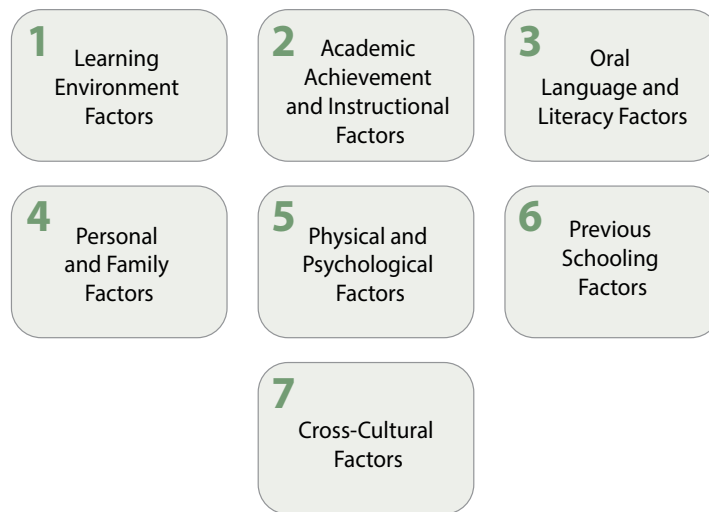 1
Learning
Environment
Factors
2
Academic
Achievement
and Instructional
Factors
3
Oral
Language and
Literacy Factors
4
Personal
and Family
Factors
5
Physical and
Psychological
Factors
6
Previous
Schooling
Factors
7
Cross-Cultural
Factors